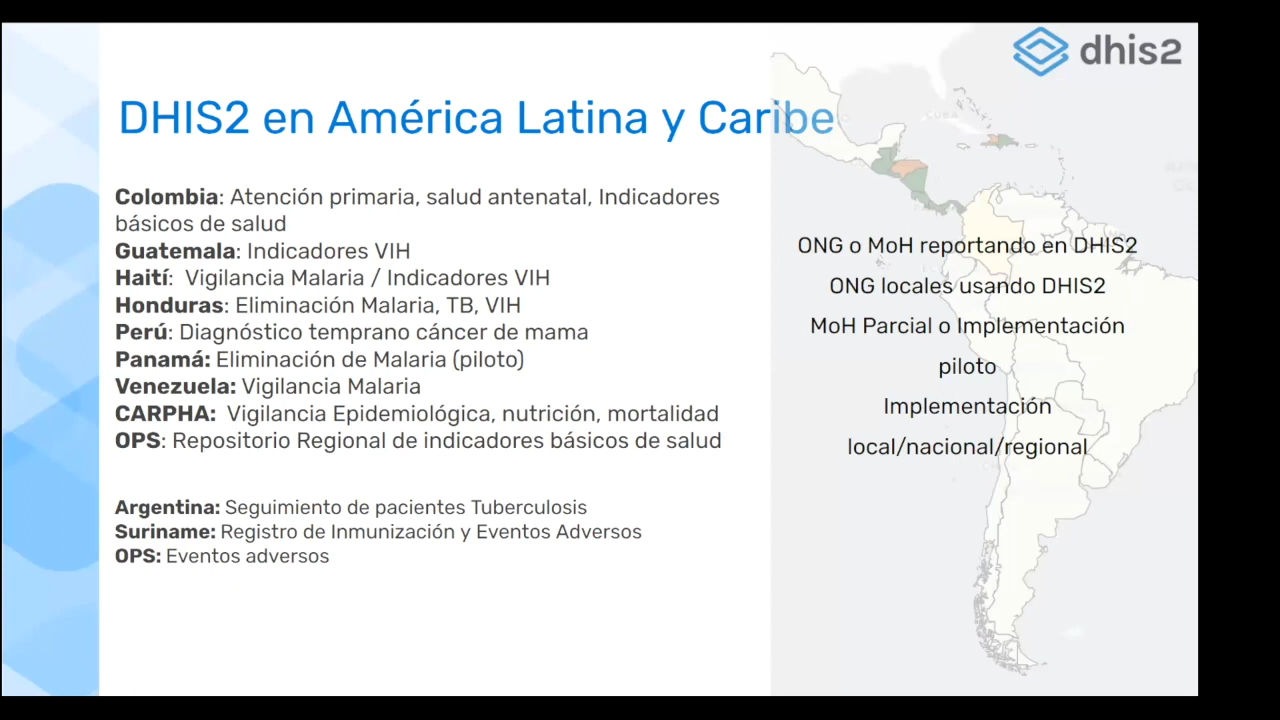 dhis2
DHIS2 en América Latina y Caribe
Colombia: Atención primaria, salud antenatal, Indicadores
básicos de salud
Guatemala: Indicadores VIH
Haití:  Vigilancia Malaria / Indicadores VIH
Honduras: Eliminación Malaria, TB, VIH
Perú: Diagnóstico temprano cáncer de mama
Panamá: Eliminación de Malaria (piloto)
Venezuela: Vigilancia Malaria
CARPHA:  Vigilancia Epidemiológica, nutrición, mortalidad
OPS: Repositorio Regional de indicadores básicos de salud
Argentina: Seguimiento de pacientes Tuberculosis
Suriname: Registro de Inmunización y Eventos Adversos
OPS: Eventos adversos
CUBA
ONG o MoH reportando en DHIS2
ONG locales usando DHIS2
MoH Parcial o Implementación
piloto
Implementación
local/nacional/regional